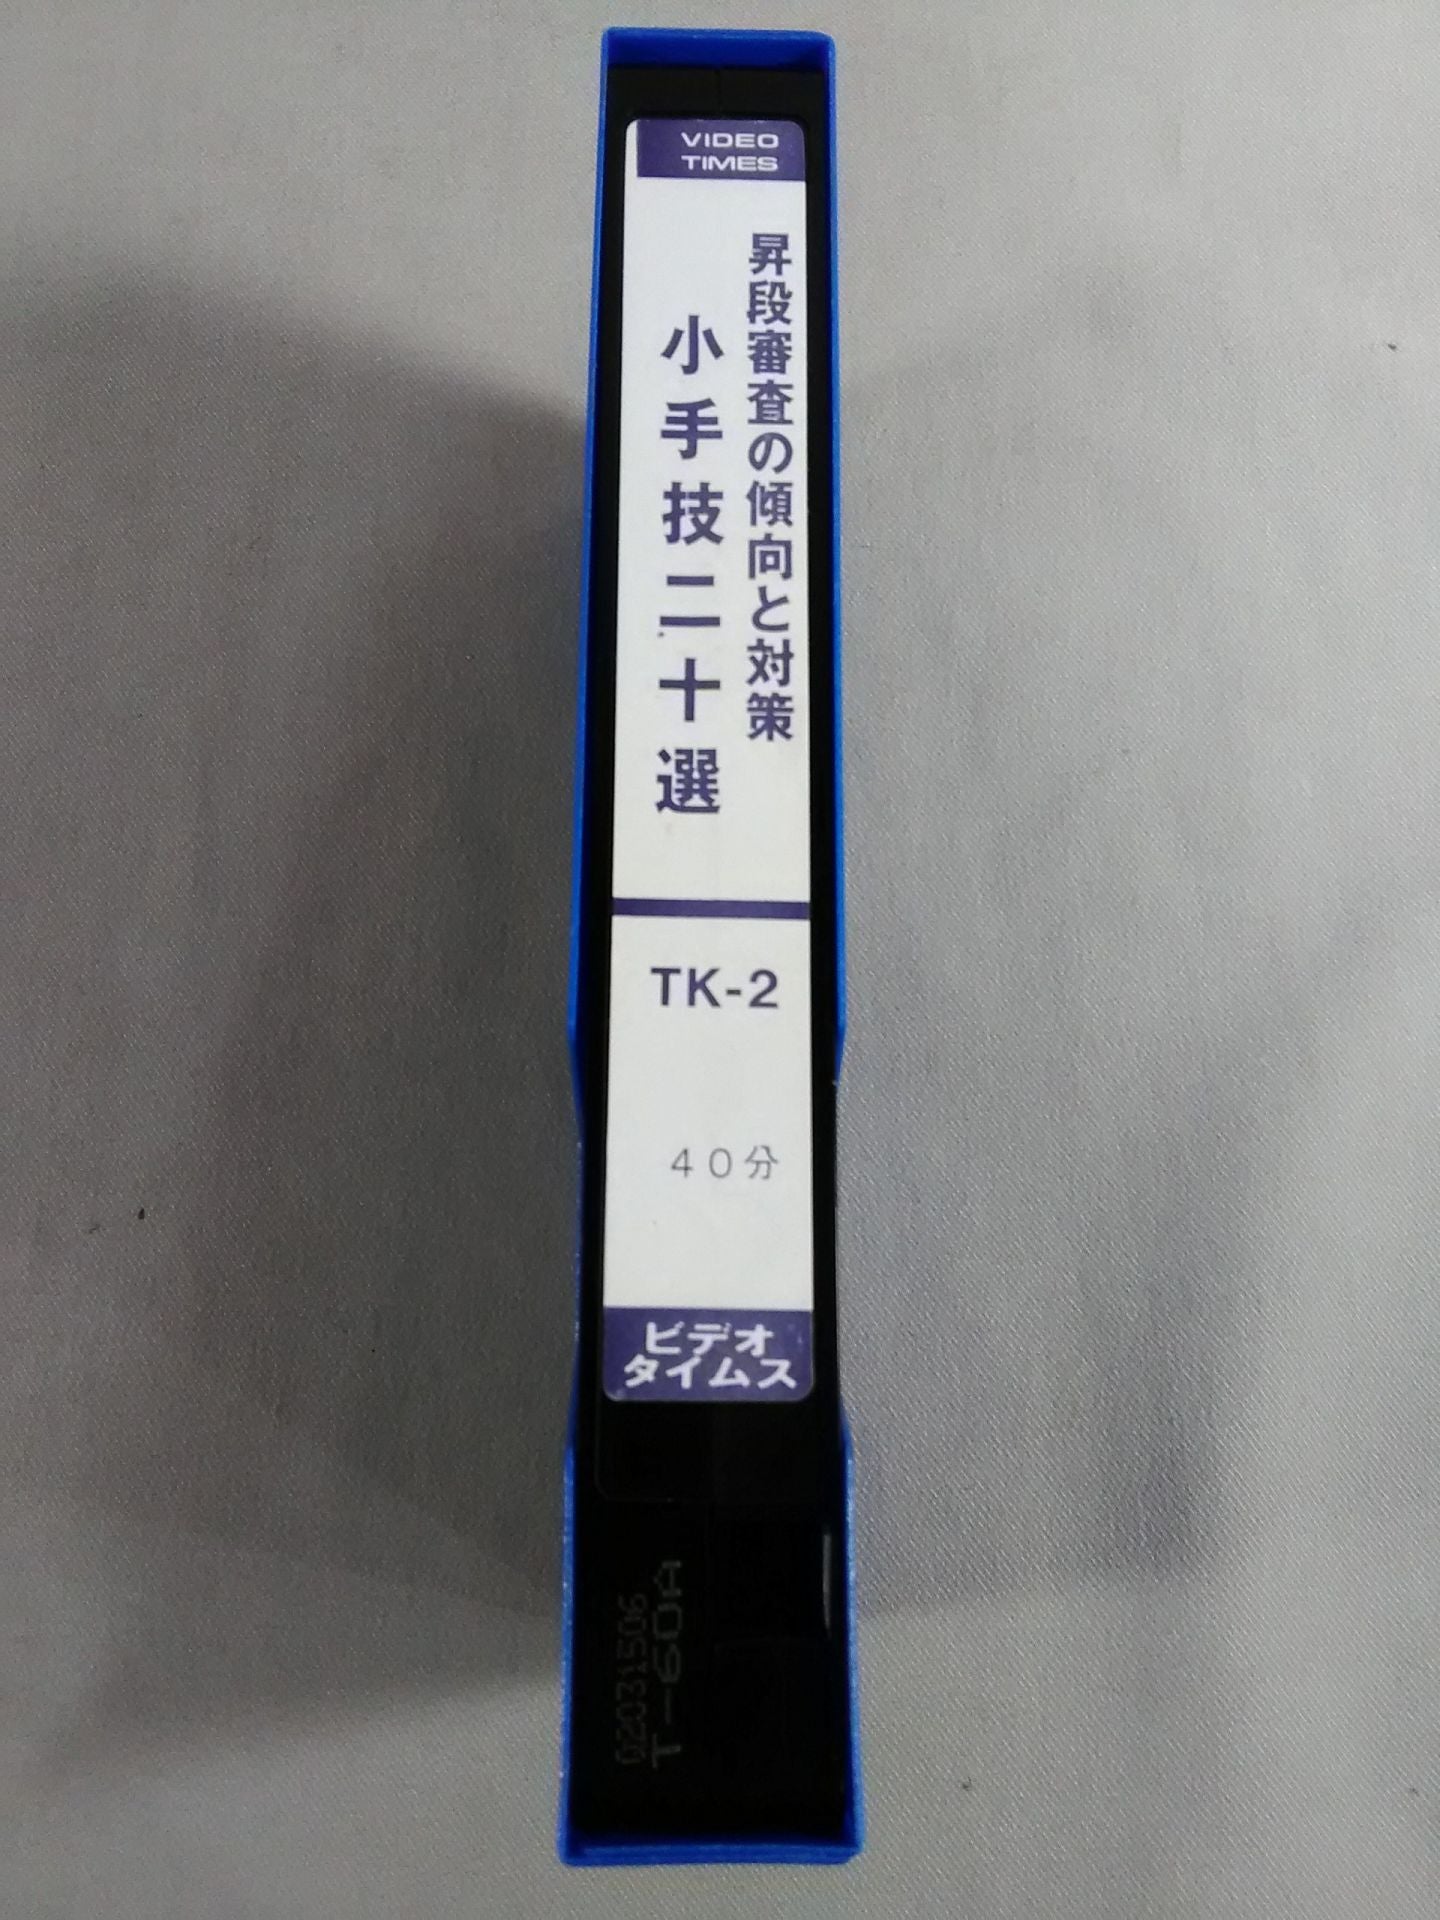 VIDEO
TIMES
昇段審査の傾向と対策
小手技二十選
TK-2
40分
ビデオ
タイムス
02031506
T-60A